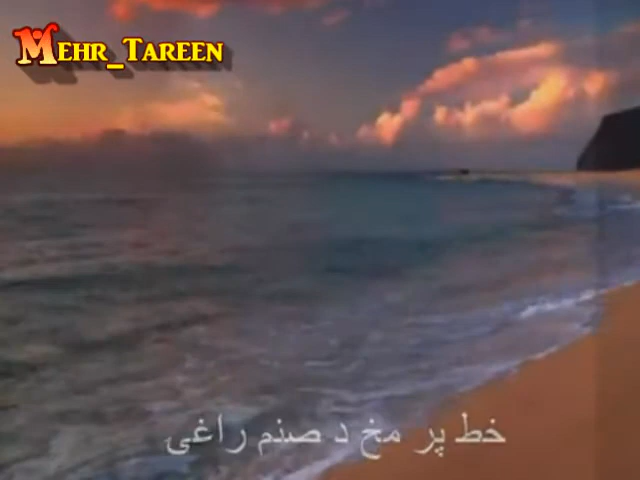 Mehr_Tareen
خط پر مخ د صنم راغی